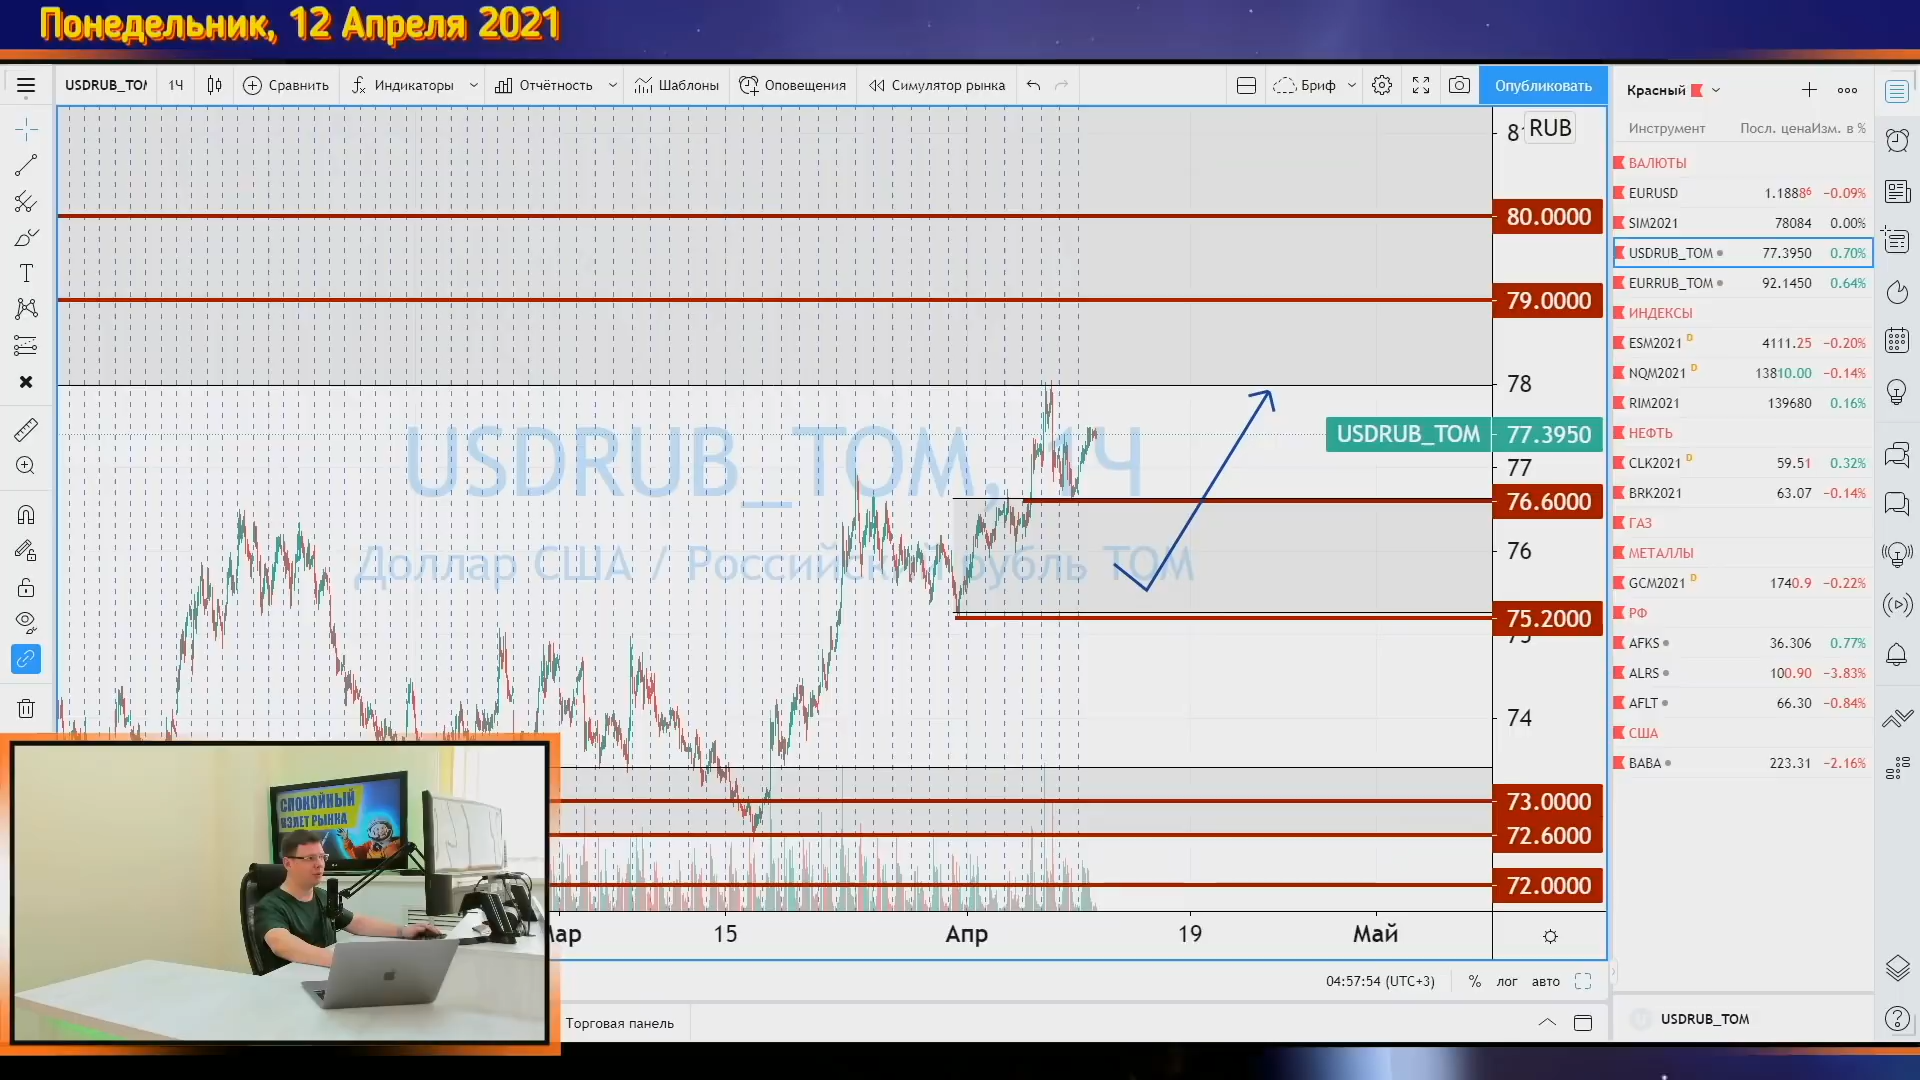 Понедельник, 12 Апреля 2021
USDRUB_TOM 1Ч Сравнить Индикаторы Отчётность Шаблоны Оповещения Симулятор рынка Бриф Опубликовать
Красный
Инструмент Посл. цена Изм. в %
ВАЛЮТЫ
EURUSD 1.18886 −0.09%
SIM2021 78084 0.00%
USDRUB_TOM 77.3950 0.70%
EURRUB_TOM 92.1450 0.64%
ИНДЕКСЫ
ESM2021 D 4111.25 −0.20%
NQM2021 D 13810.00 −0.14%
RIM2021 139680 0.16%
НЕФТЬ
CLK2021 D 59.51 0.32%
BRK2021 63.07 −0.14%
ГАЗ
МЕТАЛЛЫ
GCM2021 D 1740.9 −0.22%
РФ
AFKS 36.306 0.77%
ALRS 100.90 −3.83%
AFLT 66.30 −0.84%
США
BABA 223.31 −2.16%
USDRUB_TOM
RUB
80.0000
79.0000
78
USDRUB_TOM 77.3950
77
76.6000
76
75.2000
74
73.0000
72.6000
72.0000
USDRUB_TOM, 1Ч
Доллар США / Российский рубль ТОМ
15 Апр 19 Май
04:57:54 (UTC+3) % лог авто
Торговая панель
СПОКОЙНЫЙ
ВЗЛЕТ РЫНКА